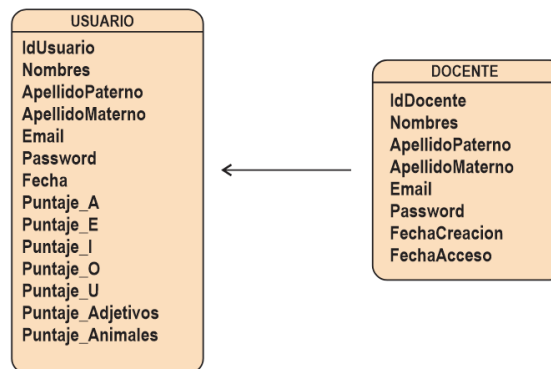 USUARIO
IdUsuario
Nombres
ApellidoPaterno
ApellidoMaterno
Email
Password
Fecha
Puntaje_A
Puntaje_E
Puntaje_I
Puntaje_O
Puntaje_U
Puntaje_Adjetivos
Puntaje_Animales
DOCENTE
IdDocente
Nombres
ApellidoPaterno
ApellidoMaterno
Email
Password
FechaCreacion
FechaAcceso